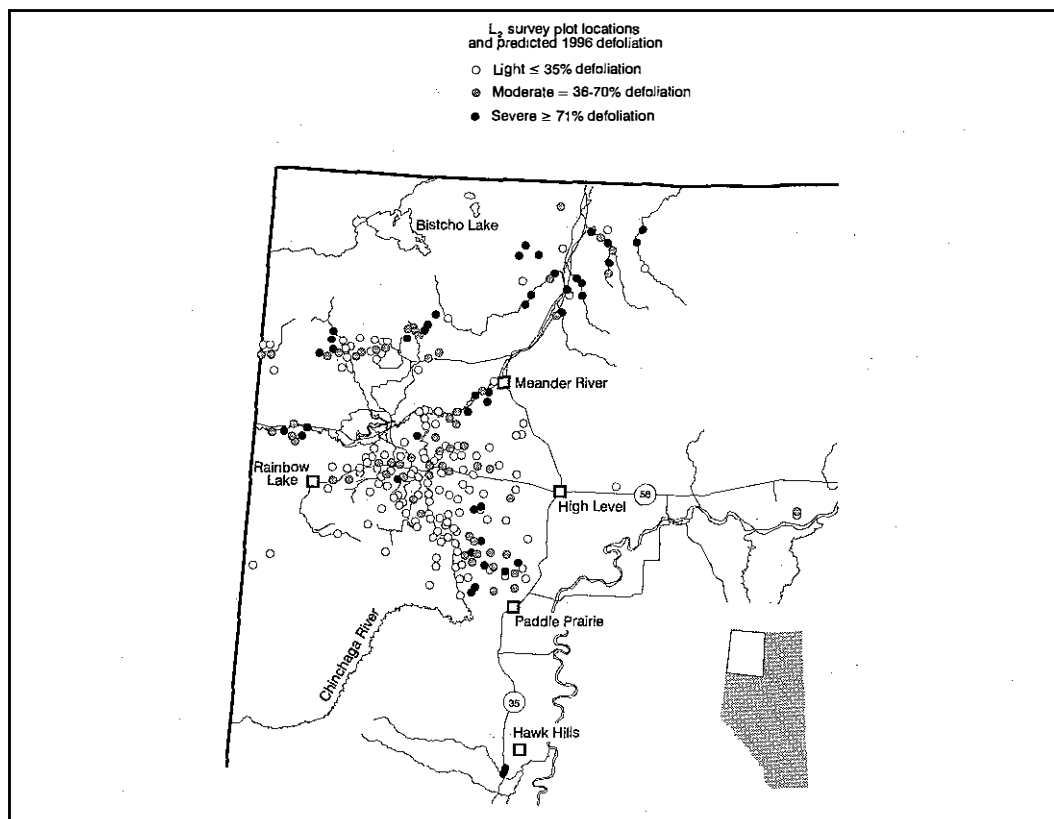 L₂ survey plot locations
and predicted 1996 defoliation
Light ≤ 35% defoliation
Moderate = 36-70% defoliation
Severe ≥ 71% defoliation
Bistcho Lake
Meander River
Rainbow
Lake
58
High Level
Paddle Prairie
Chinchaga River
35
Hawk Hills